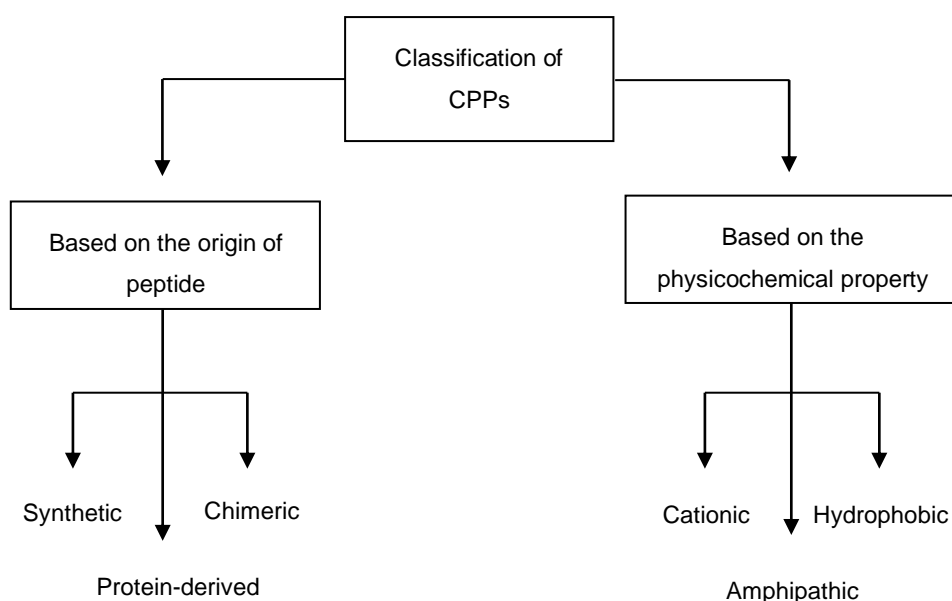 Classification of
CPPs
Based on the origin of
peptide
Based on the
physicochemical property
Synthetic
Chimeric
Protein-derived
Cationic
Hydrophobic
Amphipathic